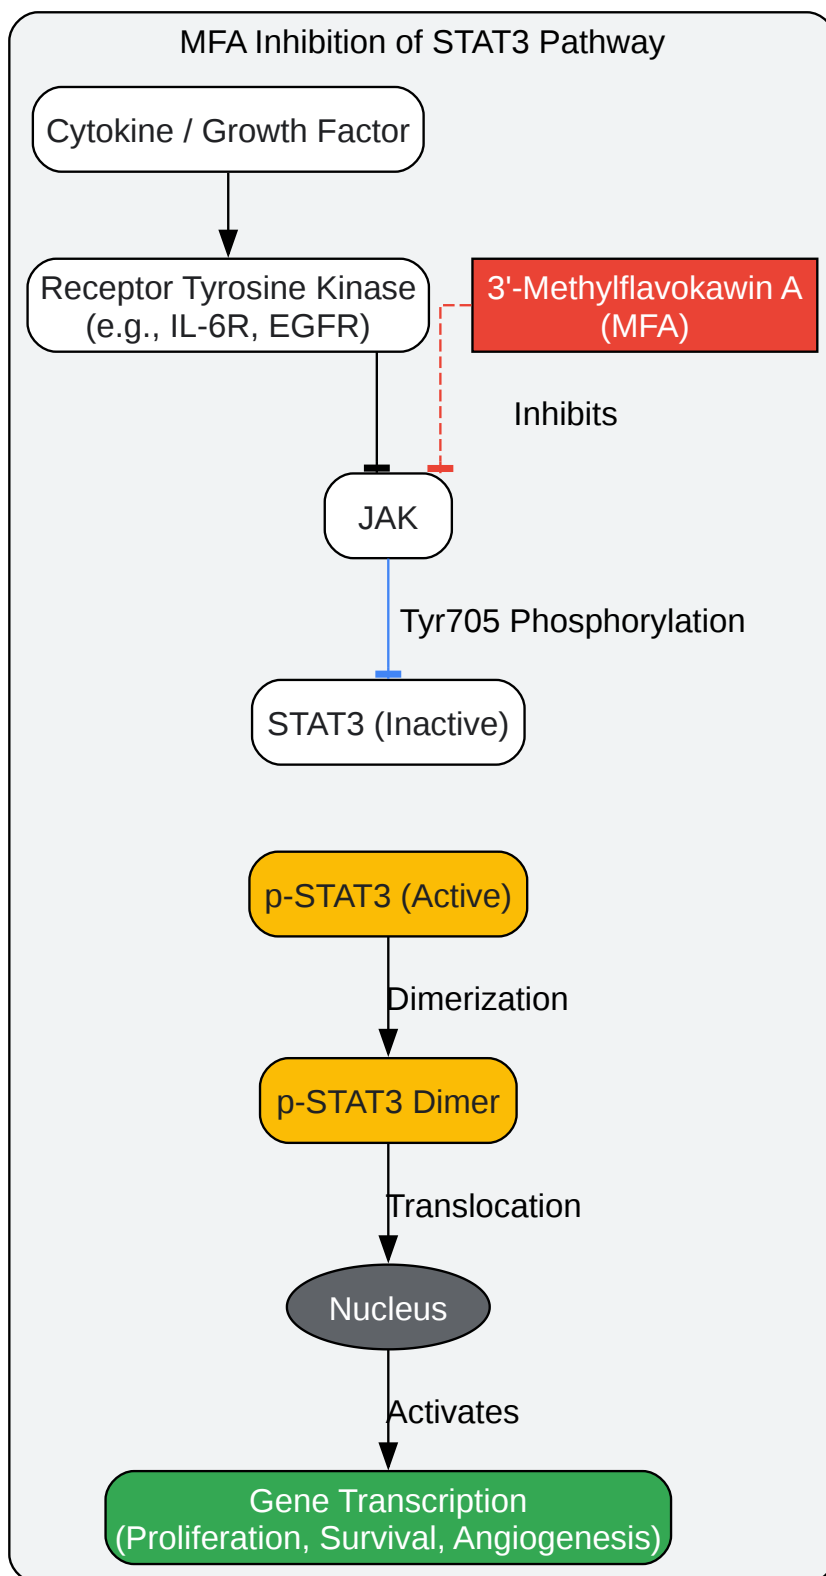 MFA Inhibition of STAT3 Pathway
Cytokine / Growth Factor
Receptor Tyrosine Kinase
(e.g., IL-6R, EGFR)
3'-Methylflavokawin A
(MFA)
Inhibits
JAK
Tyr705 Phosphorylation
STAT3 (Inactive)
p-STAT3 (Active)
Dimerization
p-STAT3 Dimer
Translocation
Nucleus
Activates
Gene Transcription
(Proliferation, Survival, Angiogenesis)